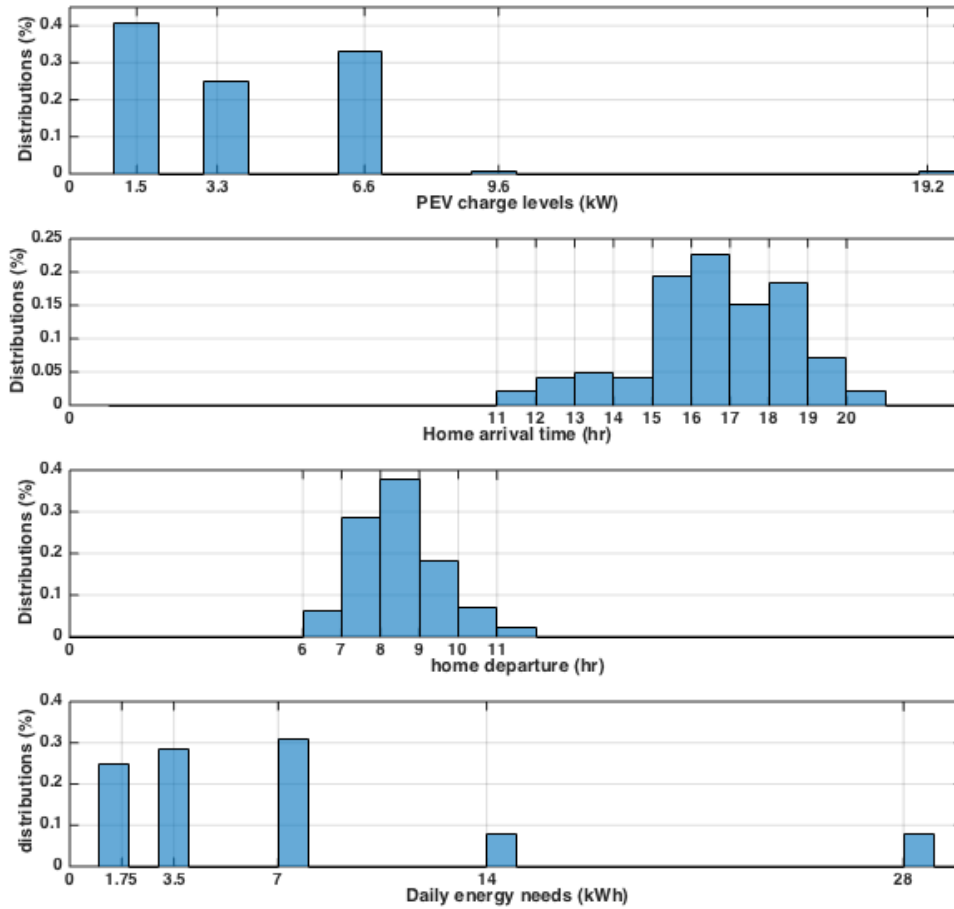 Distributions (%)
0.4
0.3
0.2
0.1
0
0 1.5 3.3 6.6 9.6 19.2
PEV charge levels (kW)
Distributions (%)
0.25
0.2
0.15
0.1
0.05
0
0 11 12 13 14 15 16 17 18 19 20
Home arrival time (hr)
Distributions (%)
0.4
0.3
0.2
0.1
0
0 6 7 8 9 10 11
home departure (hr)
distributions (%)
0.4
0.3
0.2
0.1
0
0 1.75 3.5 7 14 28
Daily energy needs (kWh)